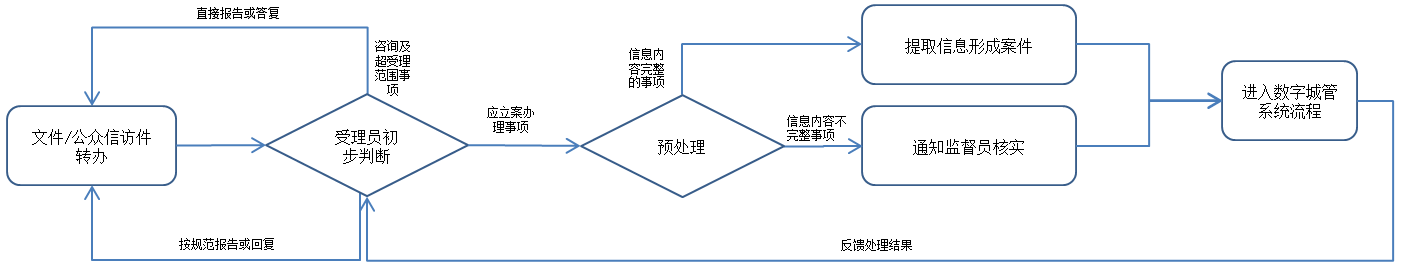 直接报告或答复
咨询及
超受理
范围事
项
文件/公众信访件
转办
受理员初
步判断
按规范报告或回复
应立案办
理事项
预处理
信息内
容完整
的事项
信息内容不
完整事项
提取信息形成案件
通知监督员核实
进入数字城管
系统流程
反馈处理结果